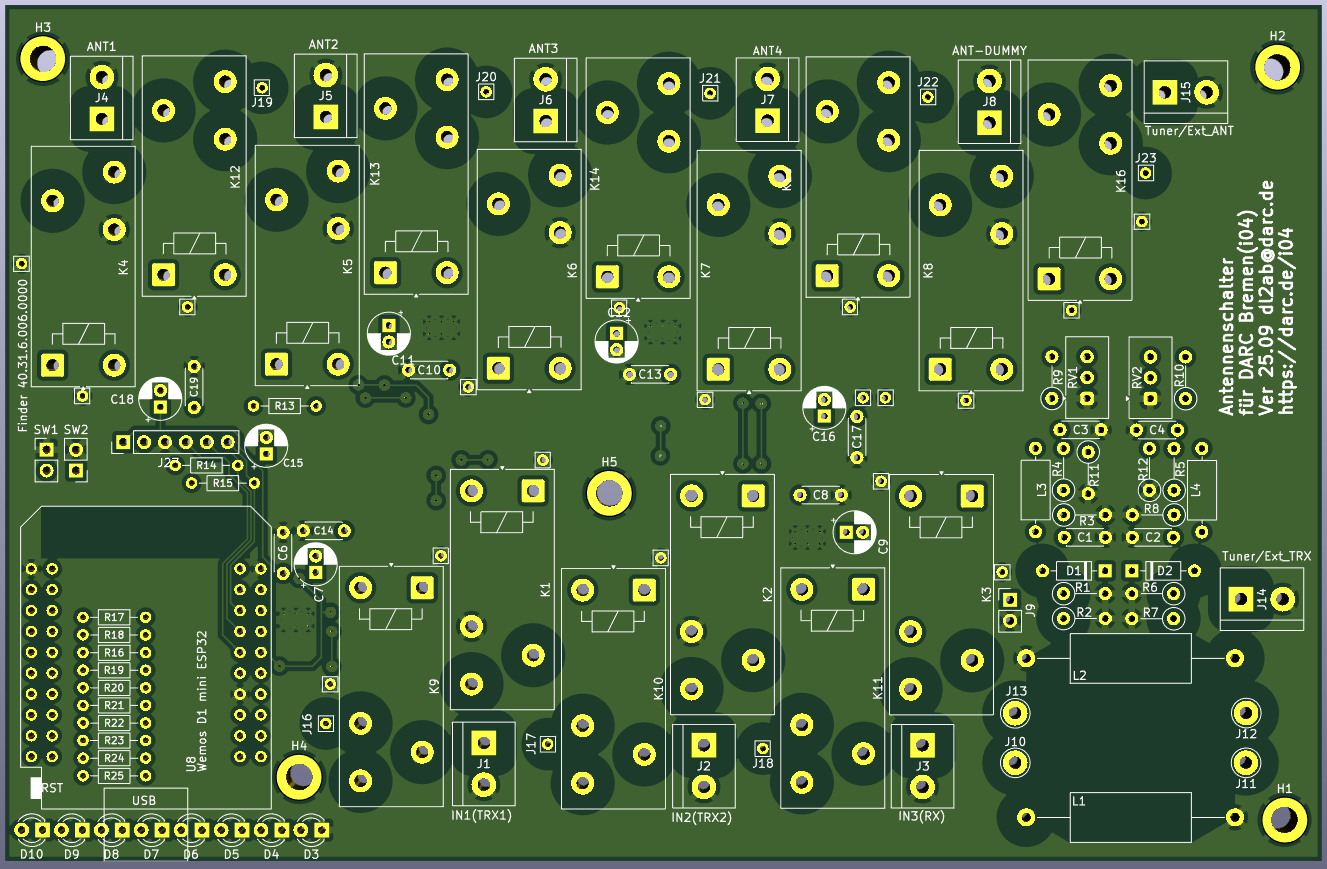 H3
ANT1
ANT2
ANT3
ANT4
ANT-DUMMY
H2
J4
J19
J5
J20
J6
J21
J7
J22
J8
J15
Tuner/Ext_ANT
J23
K12
K13
K14
K16
K4
K5
K6
K7
K8
Finder 40.31.6.006.0000
Antennenschalter
für DARC Bremen(i04)
Ver 25.09 dl2ab@darc.de
https://darc.de/i04
C18
C19
R13
C11
C10
C12
C13
C16
C17
R9
RV1
RV2
R10
SW1
SW2
R14
R15
C15
H5
C3
C4
R4
R11
R12
R5
L3
L4
R3
R8
C1
C2
C14
C6
C7
C8
C9
K1
K2
K3
J9
D1
D2
R1
R6
R2
R7
Tuner/Ext_TRX
J14
R17
R18
R16
R19
R20
R21
R22
R23
R24
R25
U8
Wemos D1 mini ESP32
RST
USB
K9
K10
K11
L2
J16
J17
J18
H4
J1
J2
J3
IN1(TRX1)
IN2(TRX2)
IN3(RX)
J13
J10
J12
J11
L1
H1
D10
D9
D8
D7
D6
D5
D4
D3